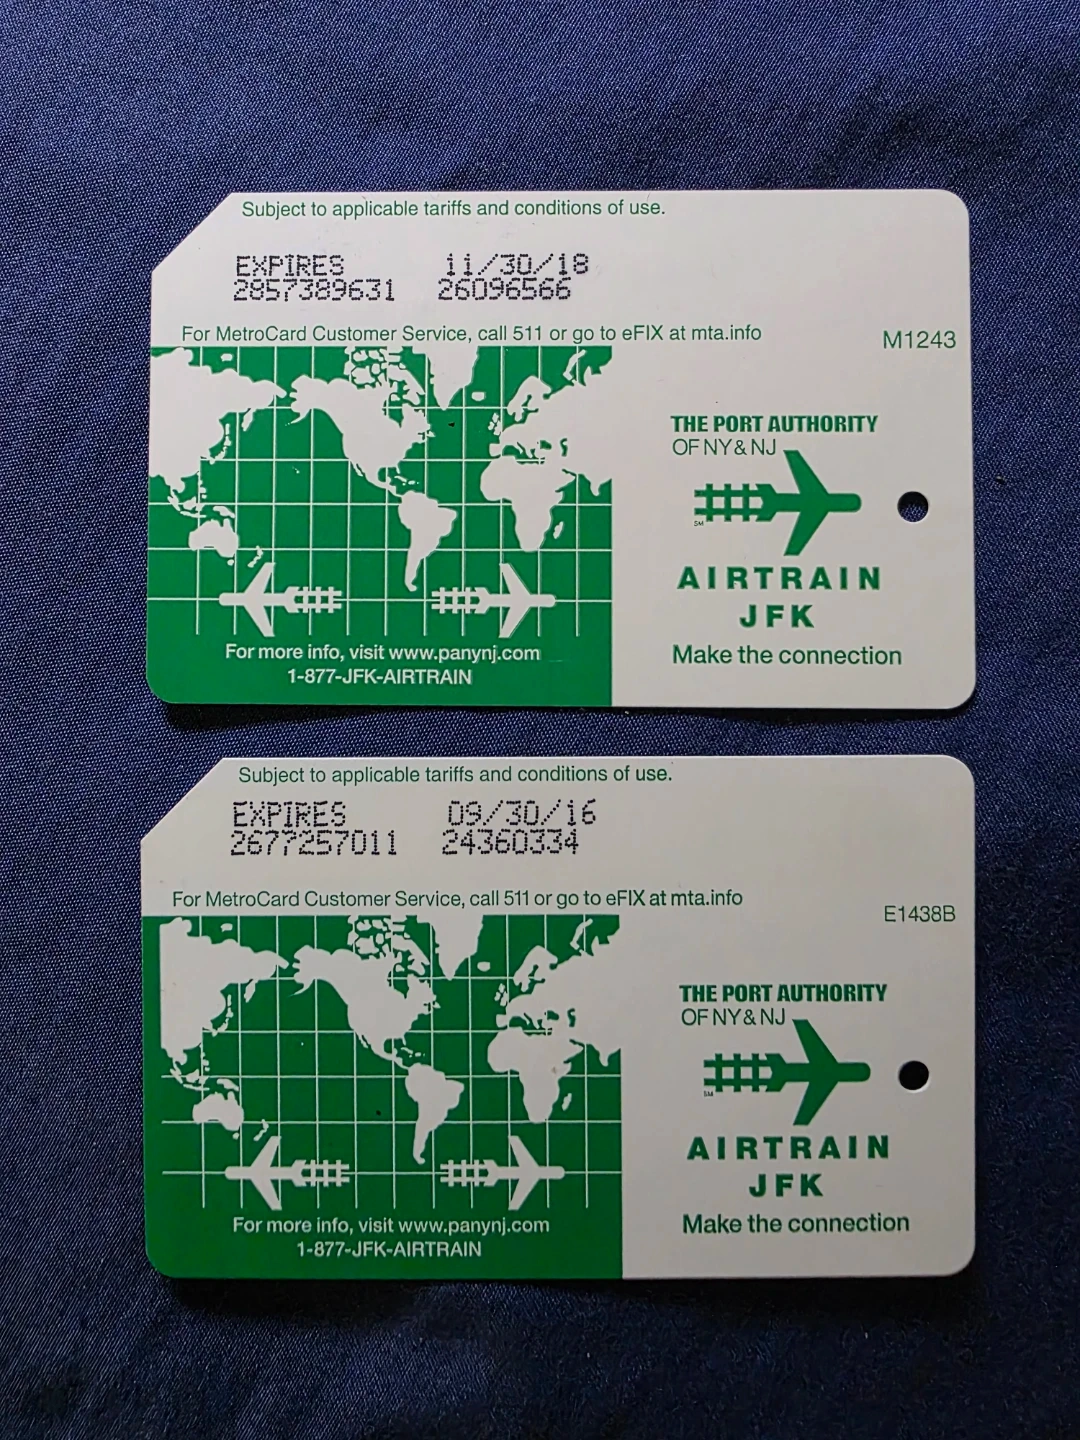 Subject to applicable tariffs and conditions of use.
EXPIRES 11/30/18
2857389631 26096566
For MetroCard Customer Service, call 511 or go to eFIX at mta.info
M1243
THE PORT AUTHORITY
OF NY & NJ
SM
AIRTRAIN
JFK
Make the connection
For more info, visit www.panynj.com
1-877-JFK-AIRTRAIN
Subject to applicable tariffs and conditions of use.
EXPIRES 09/30/16
2677257011 24360334
For MetroCard Customer Service, call 511 or go to eFIX at mta.info
E1438B
THE PORT AUTHORITY
OF NY & NJ
SM
AIRTRAIN
JFK
Make the connection
For more info, visit www.panynj.com
1-877-JFK-AIRTRAIN